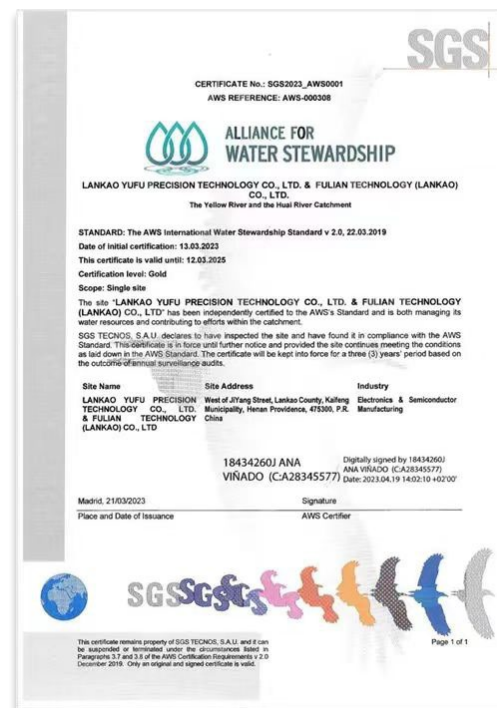 SGS
CERTIFICATE No.: SGS2023_AWS0001
AWS REFERENCE: AWS-000308
ALLIANCE FOR
WATER STEWARDSHIP
LANKAO YUFU PRECISION TECHNOLOGY CO., LTD. & FULIAN TECHNOLOGY (LANKAO)
CO., LTD.
The Yellow River and the Huai River Catchment
STANDARD: The AWS International Water Stewardship Standard v 2.0, 22.03.2019
Date of initial certification: 13.03.2023
This certificate is valid until: 12.03.2025
Certification level: Gold
Scope: Single site
The site "LANKAO YUFU PRECISION TECHNOLOGY CO., LTD. & FULIAN TECHNOLOGY
(LANKAO) CO., LTD" has been independently certified to the AWS's Standard and is both managing its
water resources and contributing to efforts within the catchment.
SGS TECNOS, S.A.U. declares to have inspected the site and have found it in compliance with the AWS
Standard. This certificate is in force until further notice and provided the site continues meeting the conditions
as laid down in the AWS Standard. The certificate will be kept into force for a three (3) years' period based on
the outcome of annual surveillance audits.
Site Name Site Address Industry
LANKAO YUFU PRECISION West of JiYang Street, Lankao County, Kaifeng Electronics & Semiconductor
TECHNOLOGY CO., LTD. Municipality, Henan Providence, 475300, P.R. Manufacturing
& FULIAN TECHNOLOGY China
(LANKAO) CO., LTD
18434260J ANA
VIÑADO (C:A28345577)
Digitally signed by 18434260J
ANA VIÑADO (C:A28345577)
Date: 2023.04.19 14:02:10 +02'00'
Madrid, 21/03/2023 Signature
Place and Date of Issuance AWS Certifier
SGSSGSSGS
This certificate remains property of SGS TECNOS, S.A.U. and it can
be suspended or terminated under the circumstances listed in
Paragraphs 3.7 and 3.8 of the AWS Certification Requirements v 2.0
December 2019. Only an original and signed certificate is valid.
Page 1 of 1